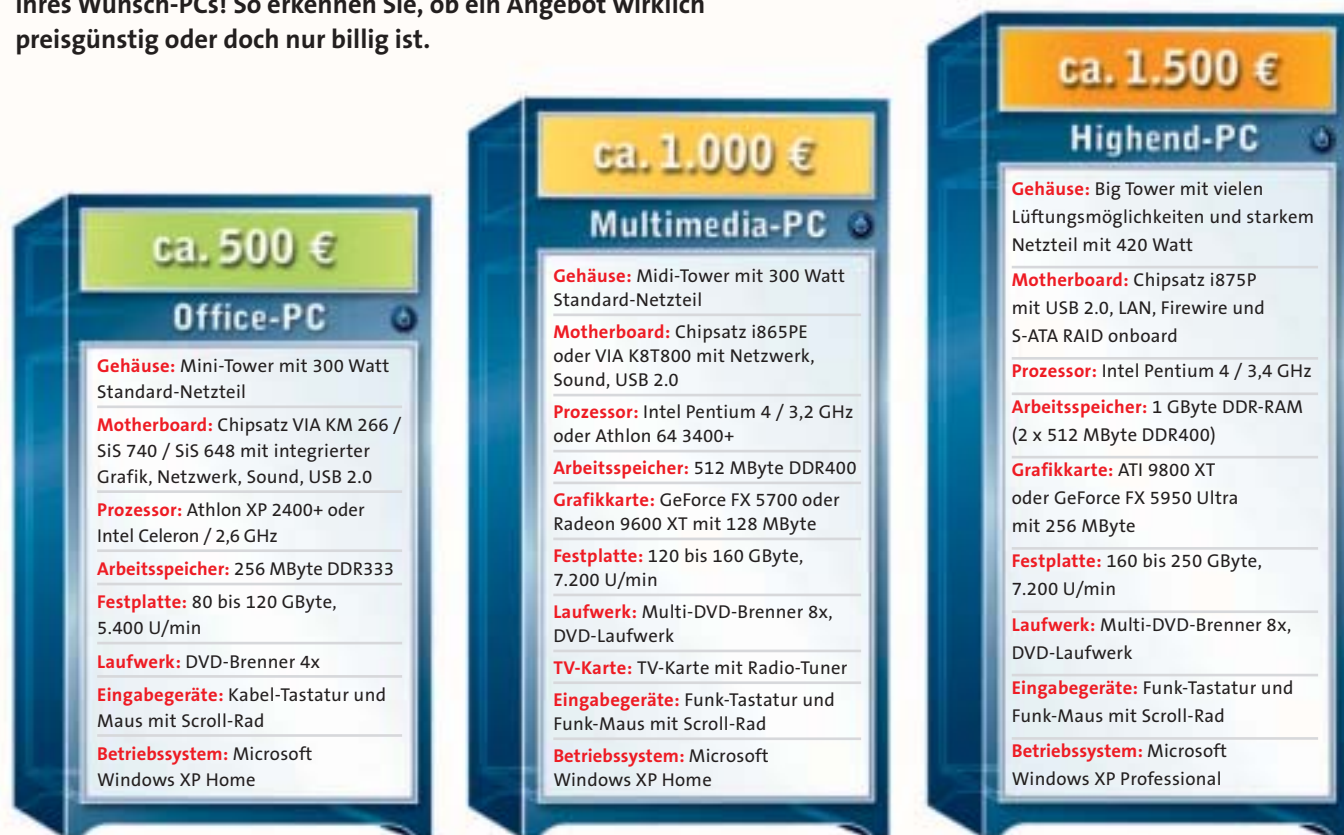 Ihres Wunsch-PCs! So erkennen Sie, ob ein Angebot wirklich
preisgünstig oder doch nur billig ist.
ca. 500 €
Office-PC
Gehäuse: Mini-Tower mit 300 Watt
Standard-Netzteil
Motherboard: Chipsatz VIA KM 266 /
SiS 740 / SiS 648 mit integrierter
Grafik, Netzwerk, Sound, USB 2.0
Prozessor: Athlon XP 2400+ oder
Intel Celeron / 2,6 GHz
Arbeitsspeicher: 256 MByte DDR333
Festplatte: 80 bis 120 GByte,
5.400 U/min
Laufwerk: DVD-Brenner 4x
Eingabegeräte: Kabel-Tastatur und
Maus mit Scroll-Rad
Betriebssystem: Microsoft
Windows XP Home
ca. 1.000 €
Multimedia-PC
Gehäuse: Midi-Tower mit 300 Watt
Standard-Netzteil
Motherboard: Chipsatz i865PE
oder VIA K8T800 mit Netzwerk,
Sound, USB 2.0
Prozessor: Intel Pentium 4 / 3,2 GHz
oder Athlon 64 3400+
Arbeitsspeicher: 512 MByte DDR400
Grafikkarte: GeForce FX 5700 oder
Radeon 9600 XT mit 128 MByte
Festplatte: 120 bis 160 GByte,
7.200 U/min
Laufwerk: Multi-DVD-Brenner 8x,
DVD-Laufwerk
TV-Karte: TV-Karte mit Radio-Tuner
Eingabegeräte: Funk-Tastatur und
Funk-Maus mit Scroll-Rad
Betriebssystem: Microsoft
Windows XP Home
ca. 1.500 €
Highend-PC
Gehäuse: Big Tower mit vielen
Lüftungsmöglichkeiten und starkem
Netzteil mit 420 Watt
Motherboard: Chipsatz i875P
mit USB 2.0, LAN, Firewire und
S-ATA RAID onboard
Prozessor: Intel Pentium 4 / 3,4 GHz
Arbeitsspeicher: 1 GByte DDR-RAM
(2 x 512 MByte DDR400)
Grafikkarte: ATI 9800 XT
oder GeForce FX 5950 Ultra
mit 256 MByte
Festplatte: 160 bis 250 GByte,
7.200 U/min
Laufwerk: Multi-DVD-Brenner 8x,
DVD-Laufwerk
Eingabegeräte: Funk-Tastatur und
Funk-Maus mit Scroll-Rad
Betriebssystem: Microsoft
Windows XP Professional